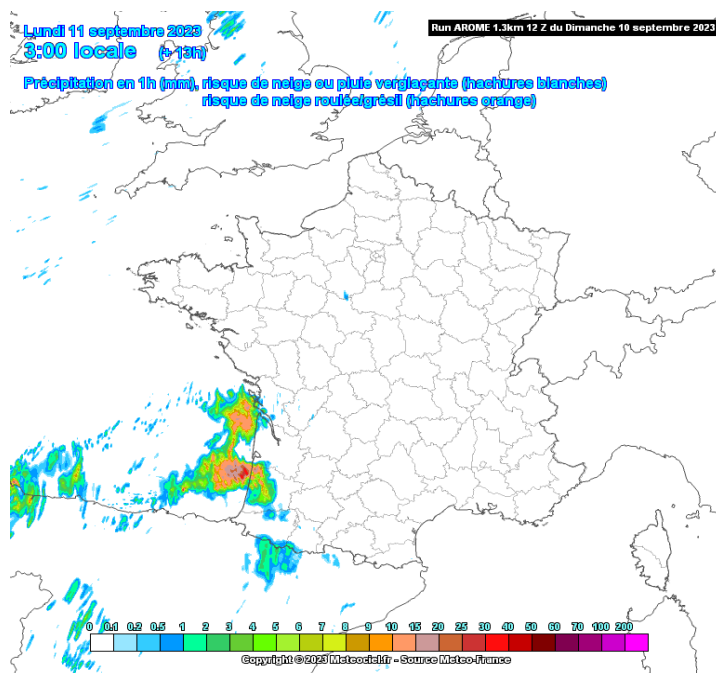 Lundi 11 septembre 2023
Run AROME 1.3km 12 Z du Dimanche 10 septembre 2023
3:00 locale (+ 13h)
Précipitation en 1h (mm), risque de neige ou pluie verglaçante (hachures blanches)
risque de neige roulée/grésil (hachures orange)
0 0.1 0.2 0.5 1 2 3 4 5 6 7 8 9 10 15 20 25 30 40 50 60 70 100 200
Copyright © 2023 Meteociel.fr - Source Meteo-France